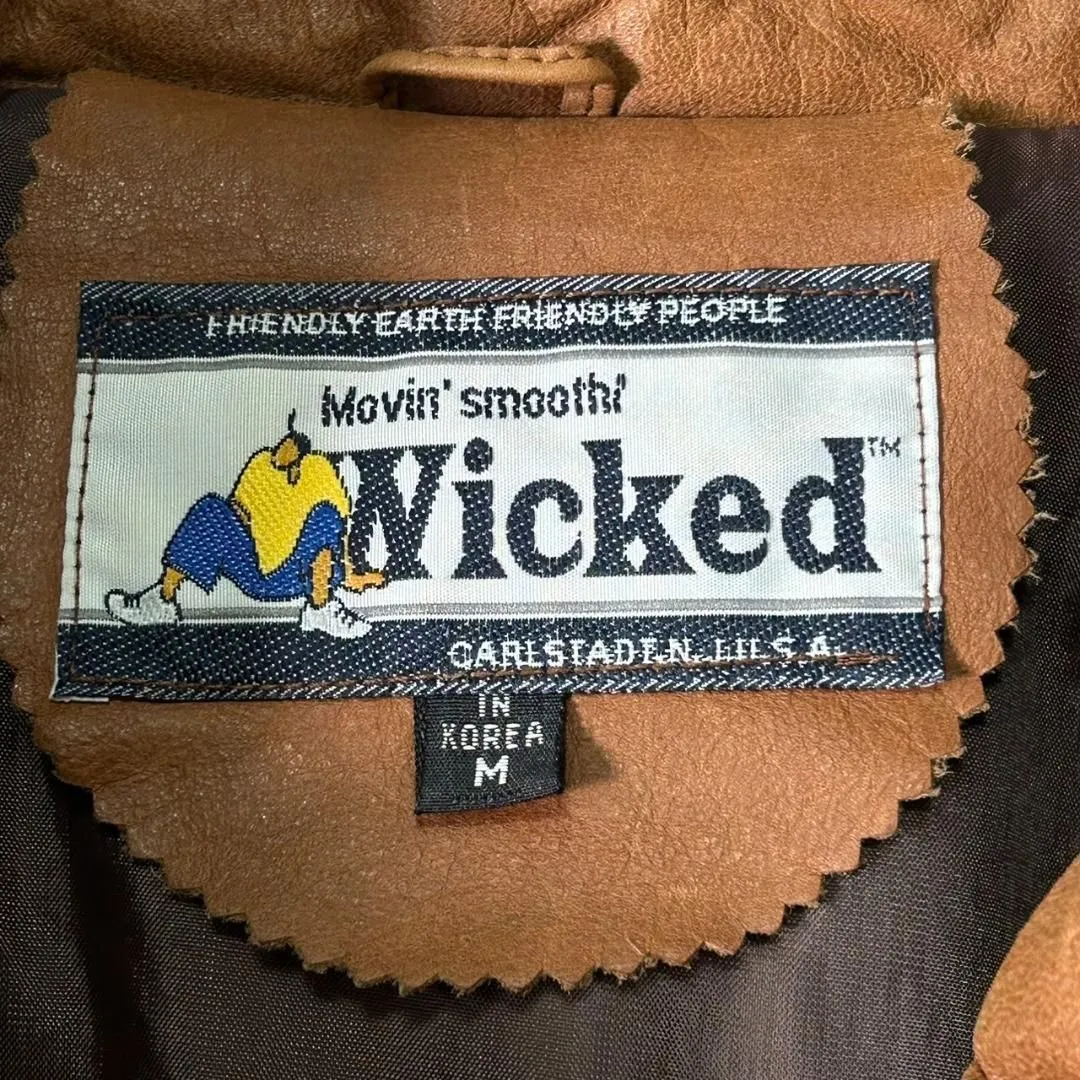 FRIENDLY EARTH FRIENDLY PEOPLE
Movin' smooth!
Wicked™
CARLSTADT.N.J.U.S.A.
IN
KOREA
M